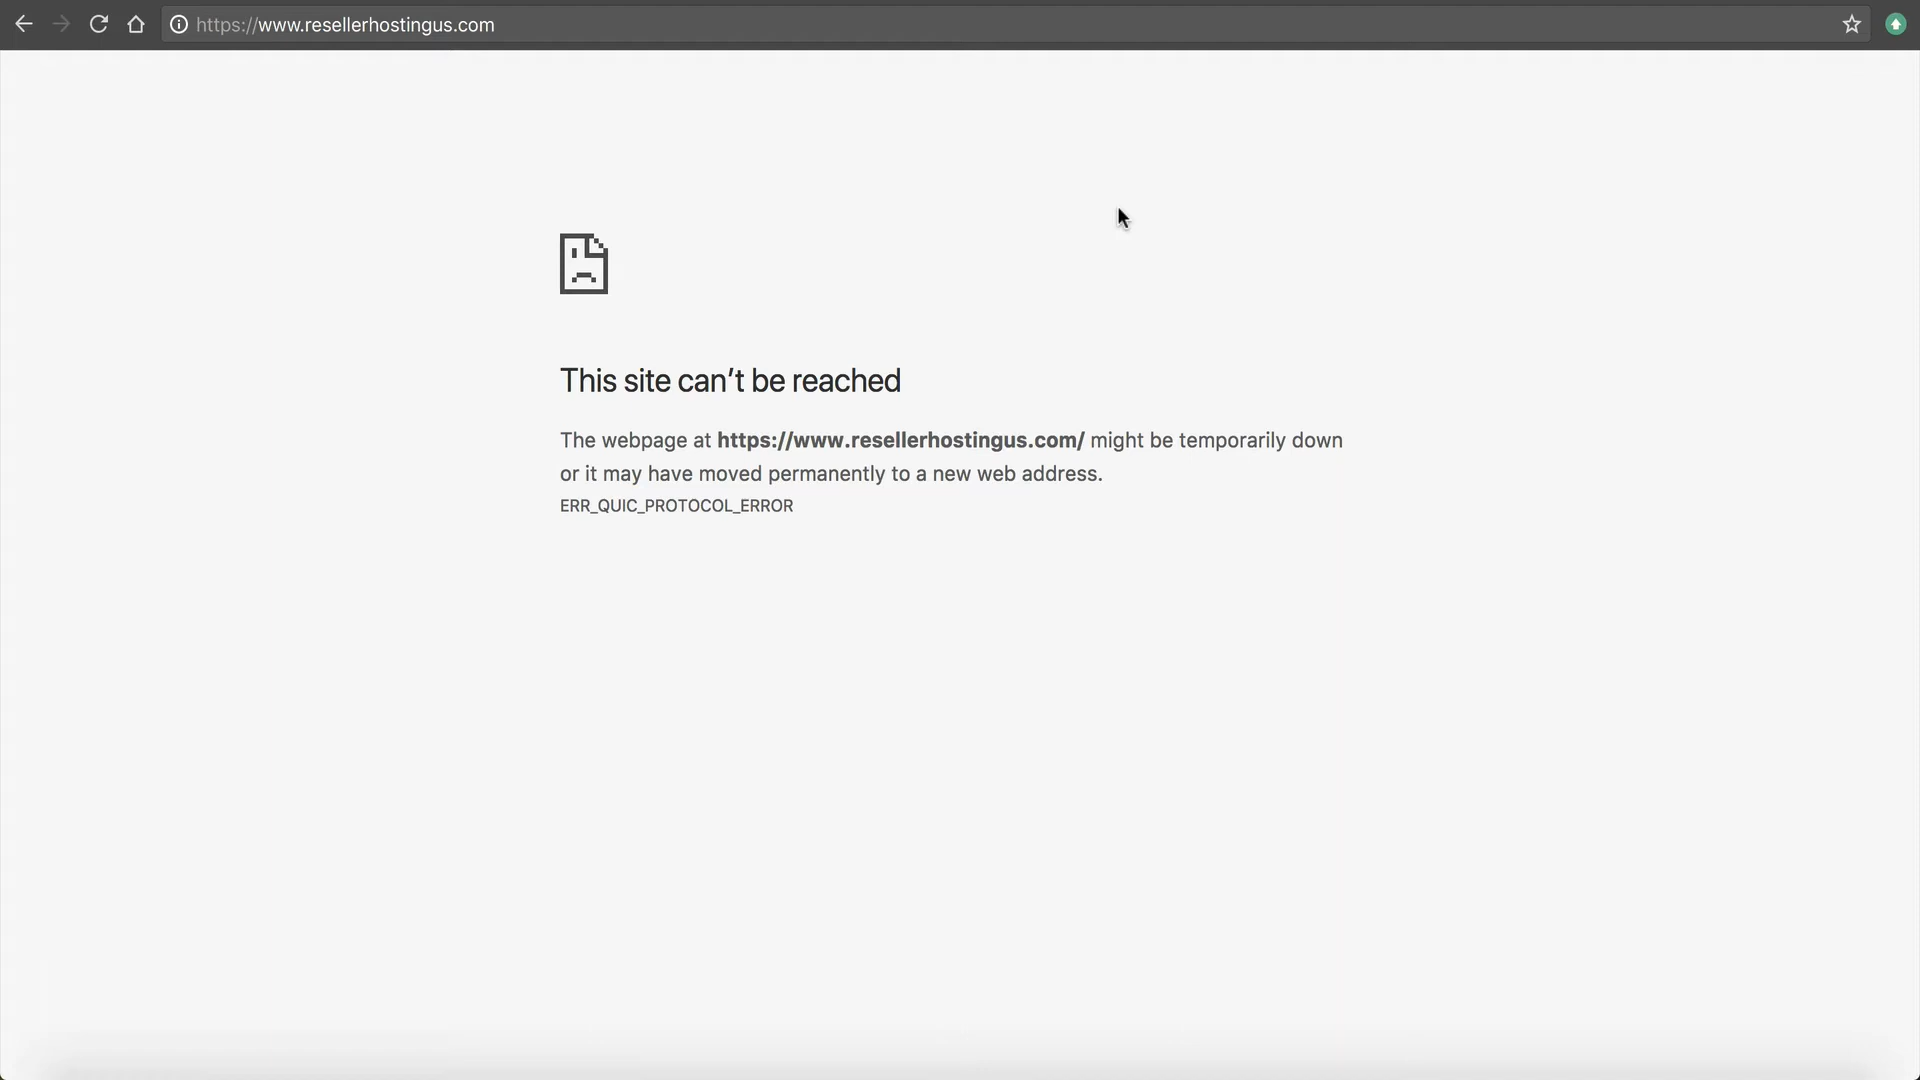 https://www.resellerhostingus.com
This site can’t be reached
The webpage at https://www.resellerhostingus.com/ might be temporarily down
or it may have moved permanently to a new web address.
ERR_QUIC_PROTOCOL_ERROR